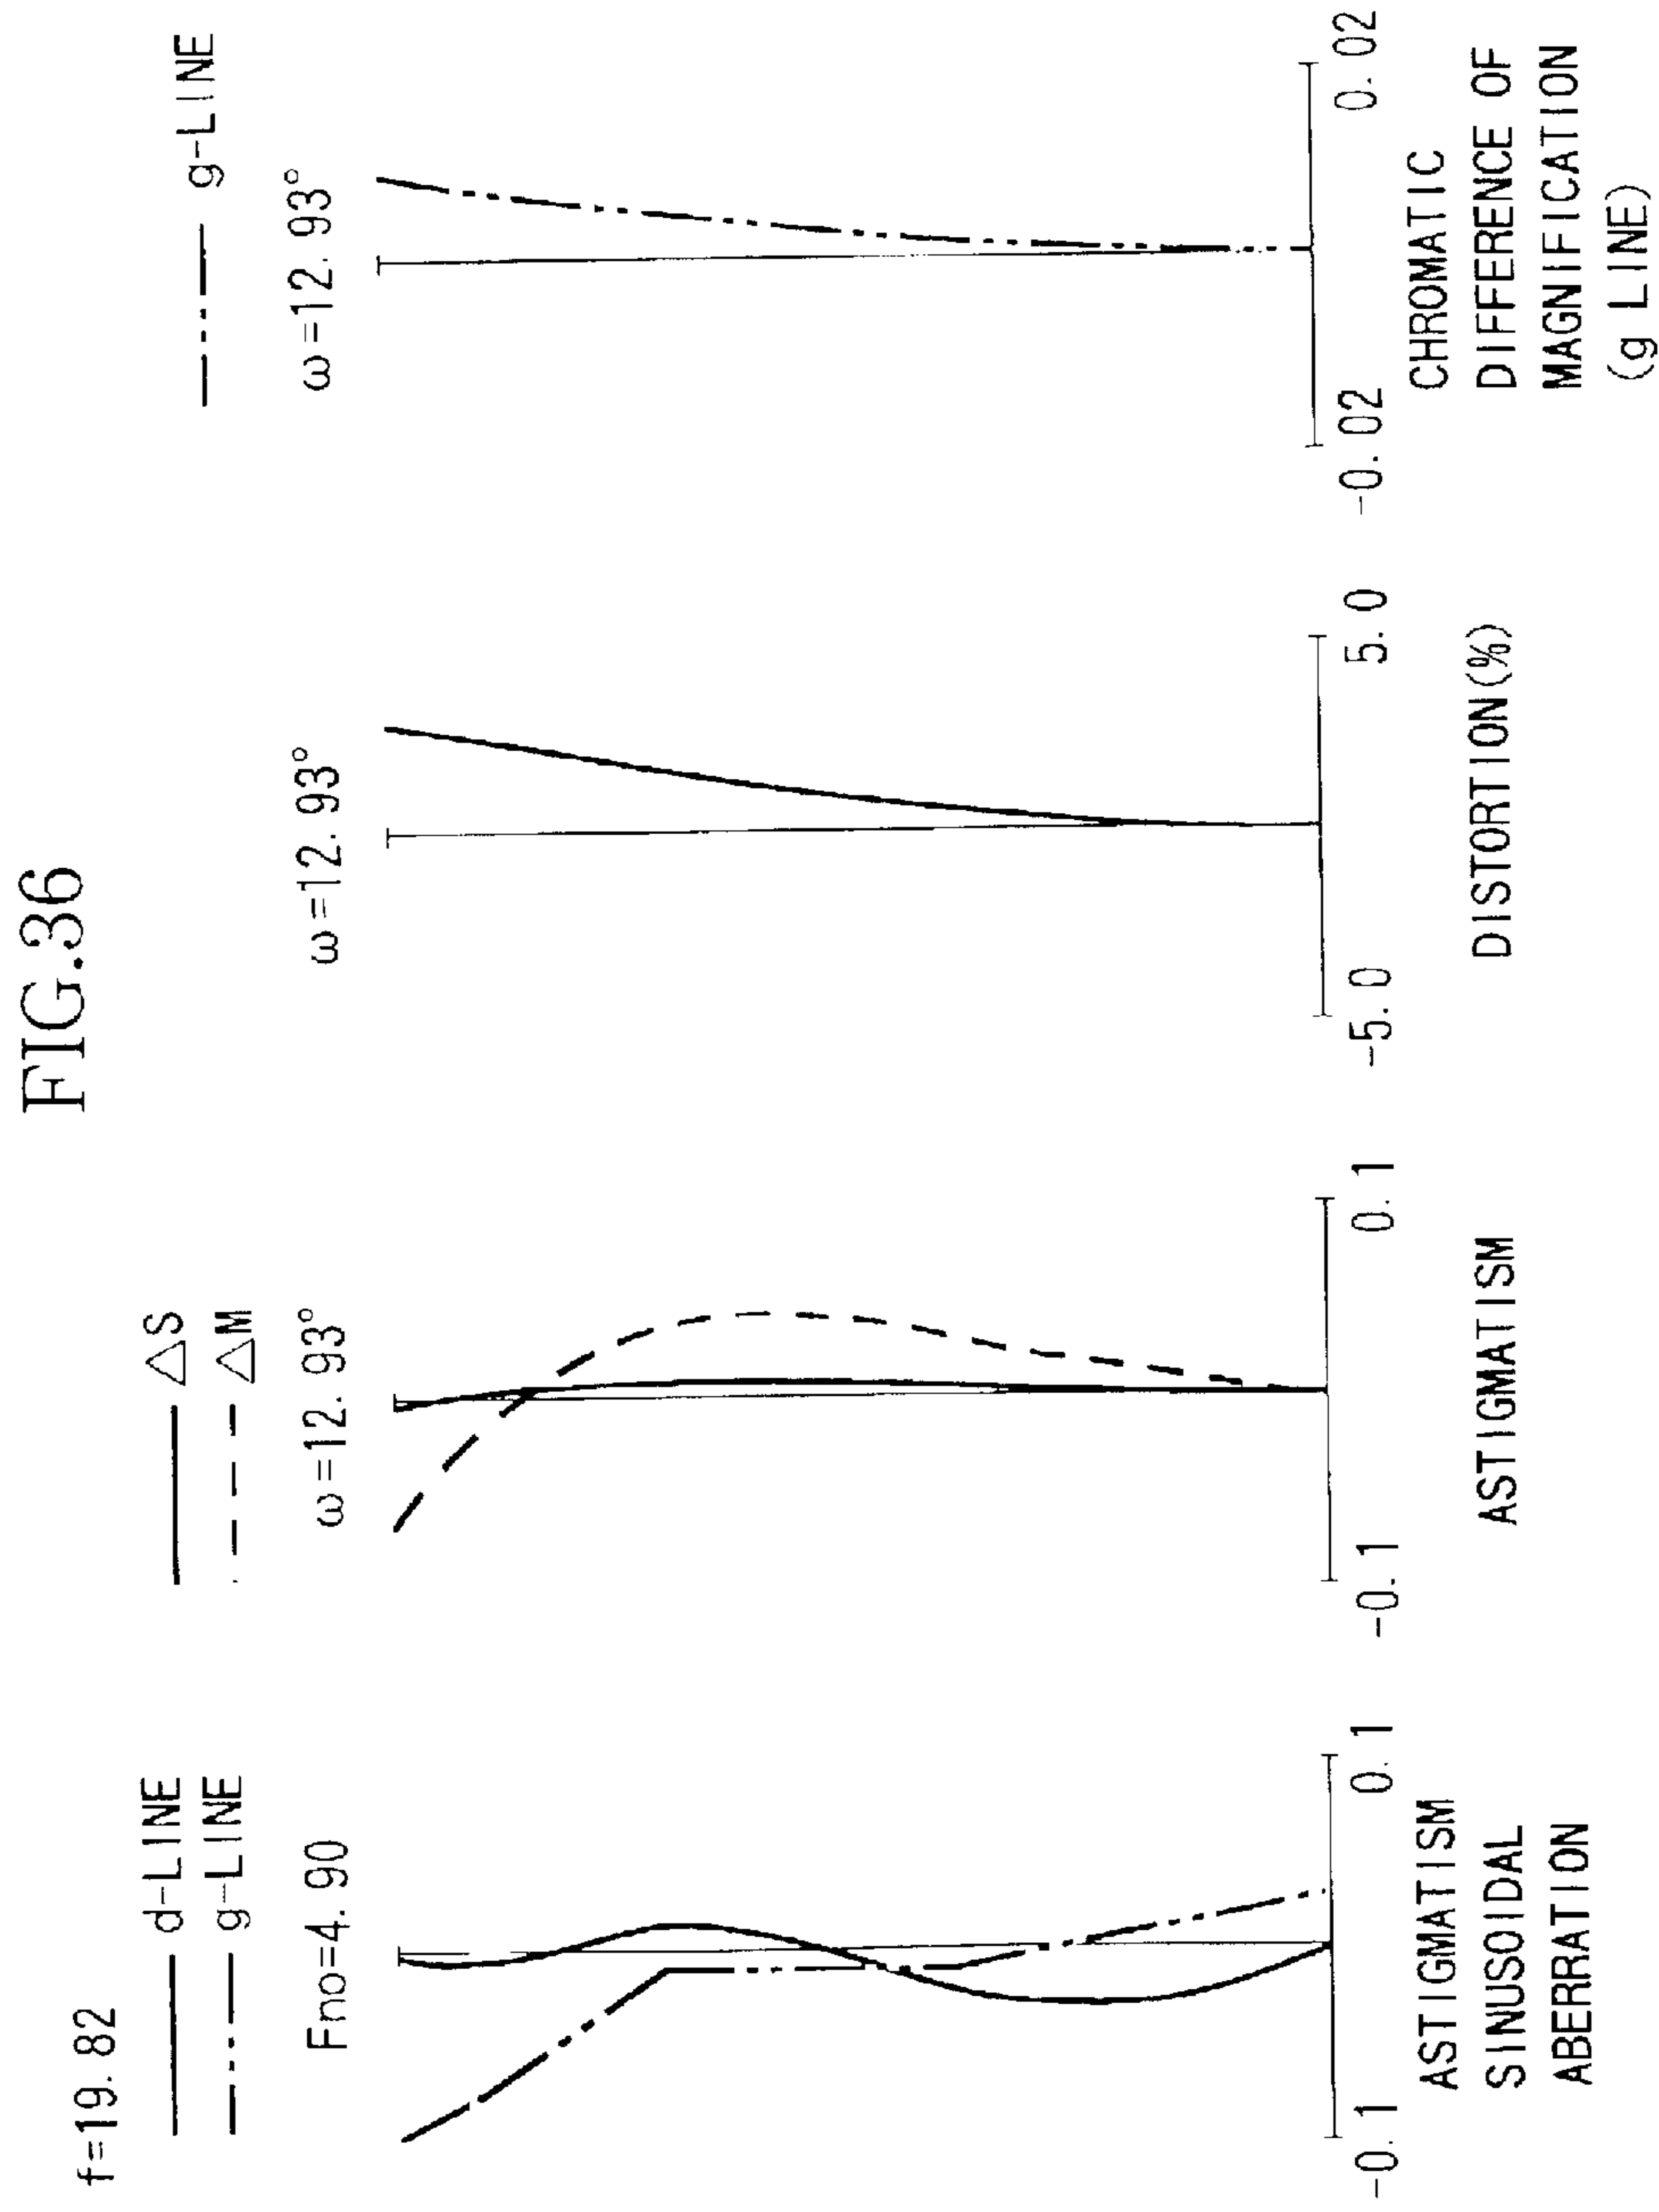 FIG.36
f=19.82
d-LINE
g-LINE
Fno=4.90
-0.1
0.1
ASTIGMATISM
SINUSOIDAL
ABERRATION
△S
△M
ω=12.93°
-0.1
0.1
ASTIGMATISM
ω=12.93°
-5.0
5.0
DISTORTION(%)
g-LINE
ω=12.93°
-0.02
0.02
CHROMATIC
DIFFERENCE OF
MAGNIFICATION
(g LINE)